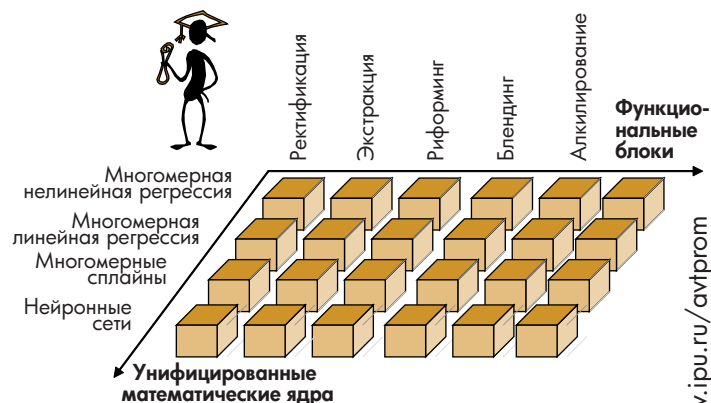 Ректификация
Экстракция
Риформинг
Блендинг
Алкилирование
Функцио-
нальные
блоки
Многомерная
нелинейная регрессия
Многомерная
линейная регрессия
Многомерные
сплайны
Нейронные
сети
Унифицированные
математические ядра
v.ipu.ru/avtprom